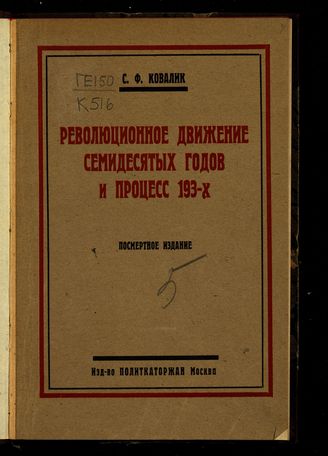 С. Ф. КОВАЛИК
ГЕ150
К516
РЕВОЛЮЦИОННОЕ ДВИЖЕНИЕ
СЕМИДЕСЯТЫХ ГОДОВ
И ПРОЦЕСС 193-х
ПОСМЕРТНОЕ ИЗДАНИЕ
5
Изд-во ПОЛИТКАТОРЖАН Москва